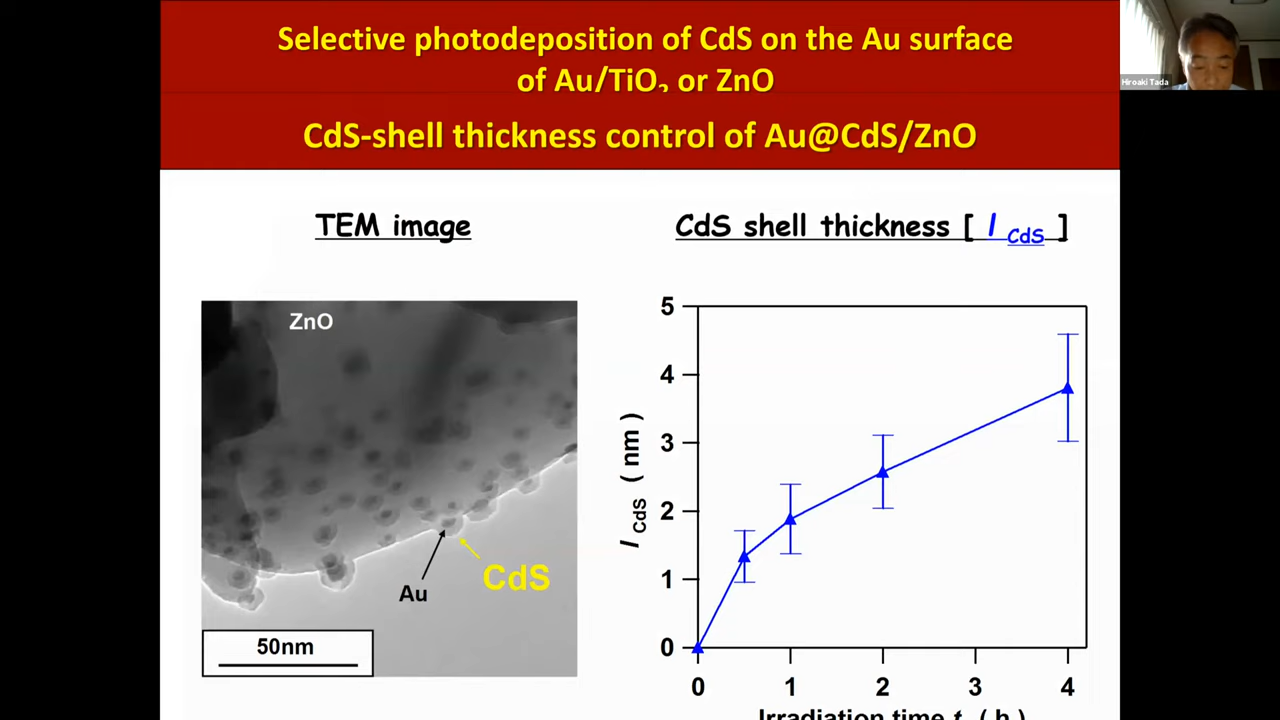 Selective photodeposition of CdS on the Au surface
of Au/TiO₂ or ZnO
Hiroaki Tada
CdS-shell thickness control of Au@CdS/ZnO
TEM image
CdS shell thickness [ l CdS ]
ZnO
Au
CdS
50nm
5
4
3
2
1
0
l CdS ( nm )
0 1 2 3 4
Irradiation time t ( h )